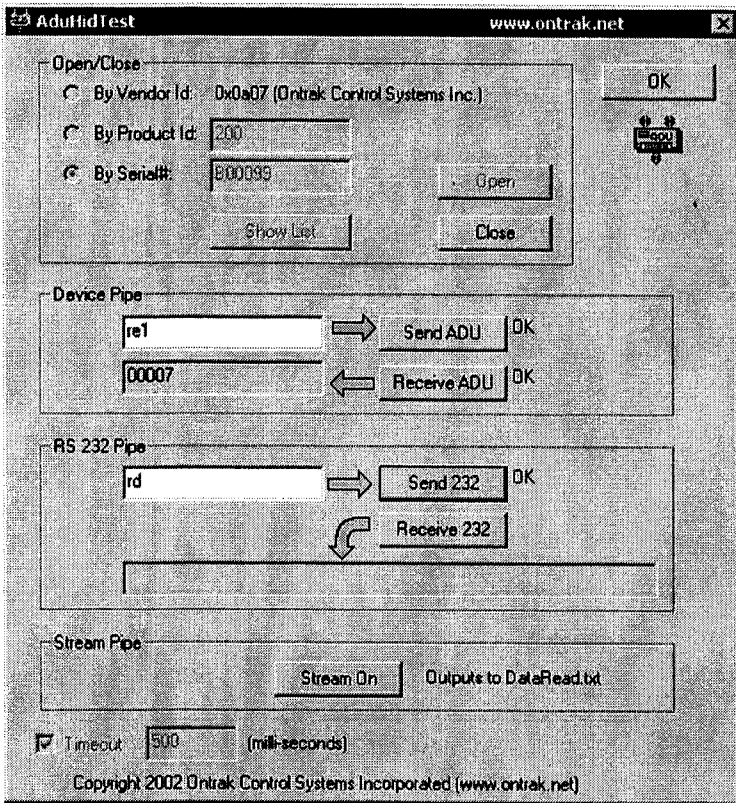 AduHidTest www.ontrak.net
Open/Close
By Vendor Id: 0x0a07 (Ontrak Control Systems Inc.)
OK
By Product Id: 200
ADU
By Serial#: B00099
Open
Show List
Close
Device Pipe
re1
Send ADU OK
00007
Receive ADU OK
RS 232 Pipe
rd
Send 232 OK
Receive 232
Stream Pipe
Stream On Outputs to DataRead.txt
Timeout 500 (milli-seconds)
Copyright 2002 Ontrak Control Systems Incorporated (www.ontrak.net)